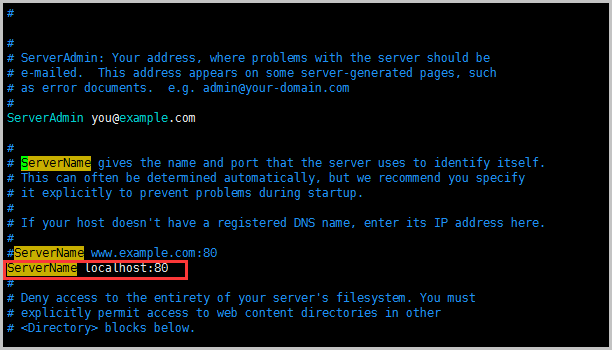 #
#
# ServerAdmin: Your address, where problems with the server should be
# e-mailed.  This address appears on some server-generated pages, such
# as error documents.  e.g. admin@your-domain.com
#
ServerAdmin you@example.com
#
# ServerName gives the name and port that the server uses to identify itself.
# This can often be determined automatically, but we recommend you specify
# it explicitly to prevent problems during startup.
#
# If your host doesn't have a registered DNS name, enter its IP address here.
#
#ServerName www.example.com:80
ServerName localhost:80
#
# Deny access to the entirety of your server's filesystem. You must
# explicitly permit access to web content directories in other
# <Directory> blocks below.